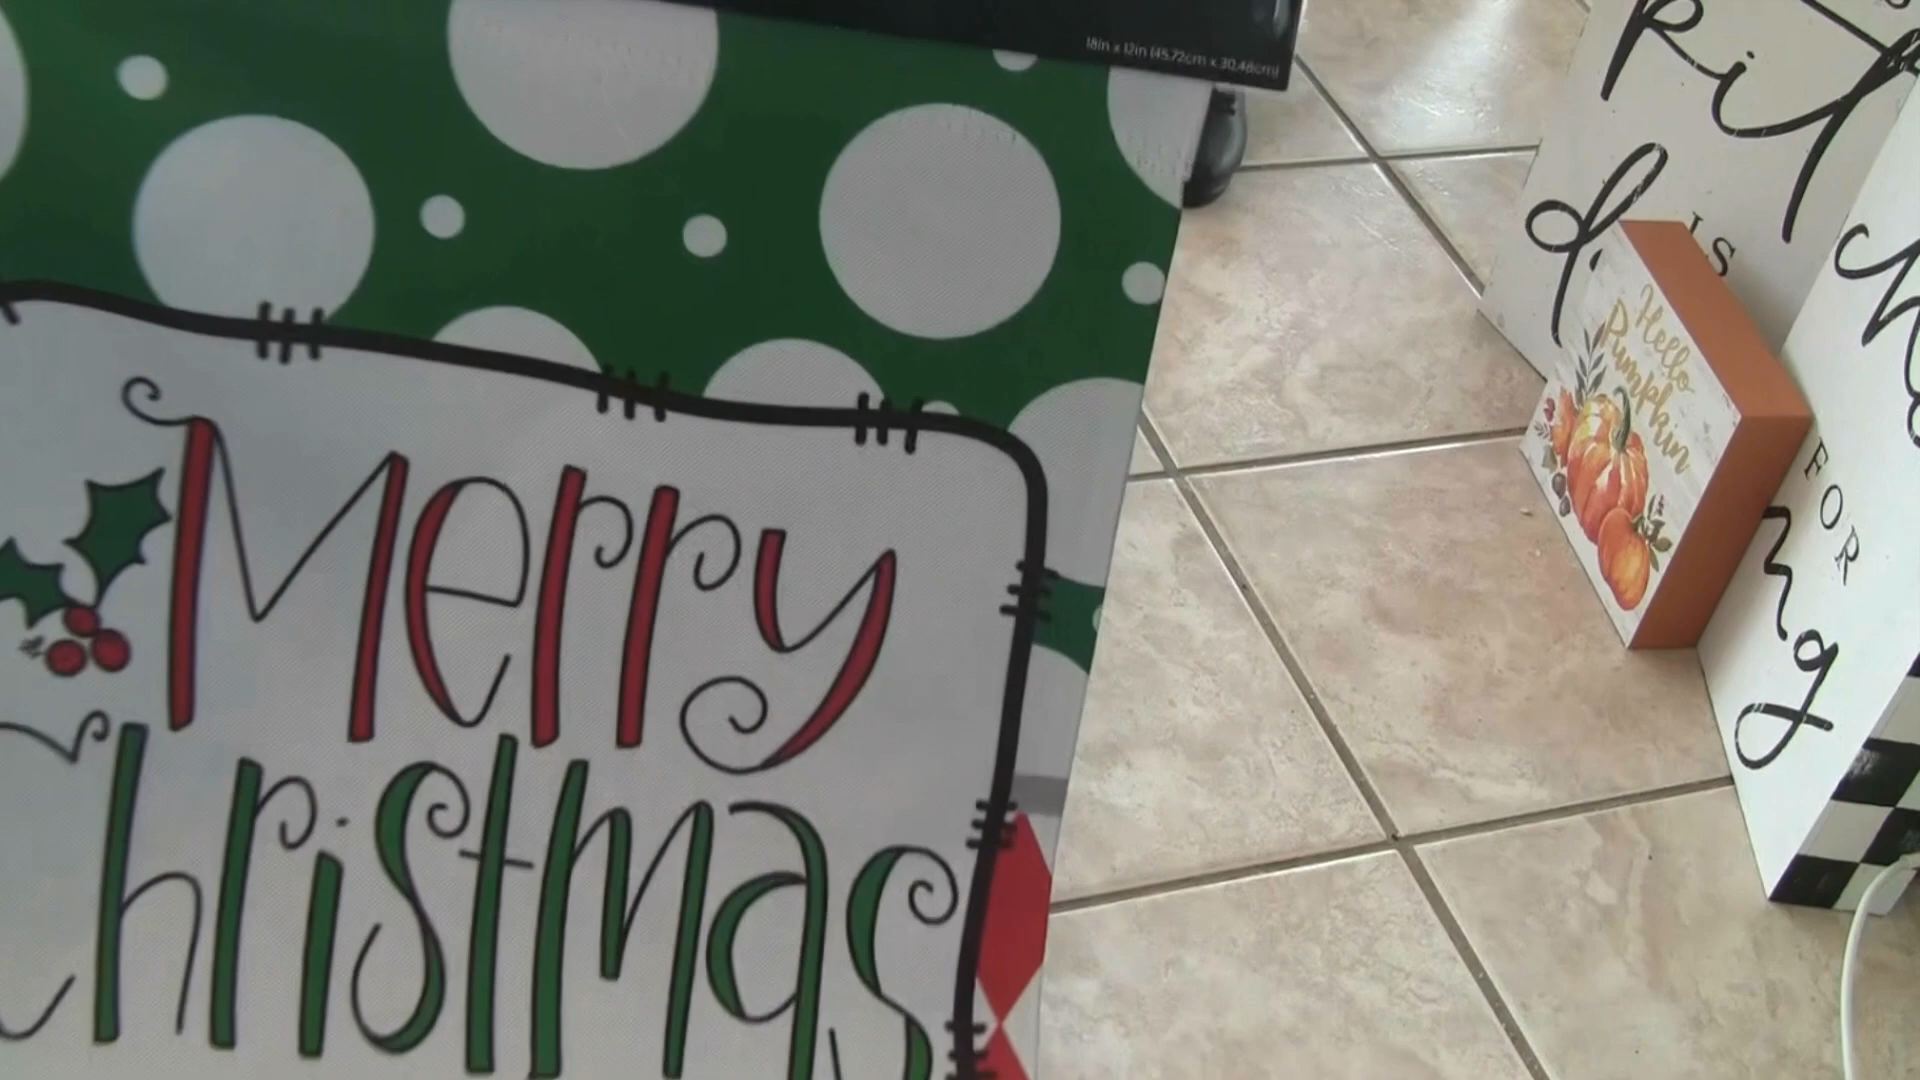 18in x 12in (45.72cm x 30.48cm)
Merry
Christmas
IS
Hello
Pumpkin
FOR